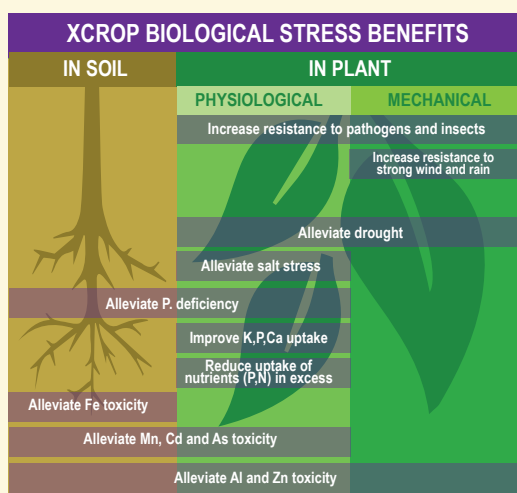 XCROP BIOLOGICAL STRESS BENEFITS
IN SOIL
IN PLANT
PHYSIOLOGICAL
MECHANICAL
Increase resistance to pathogens and insects
Increase resistance to
strong wind and rain
Alleviate drought
Alleviate salt stress
Alleviate P. deficiency
Improve K,P,Ca uptake
Reduce uptake of
nutrients (P,N) in excess
Alleviate Fe toxicity
Alleviate Mn, Cd and As toxicity
Alleviate Al and Zn toxicity